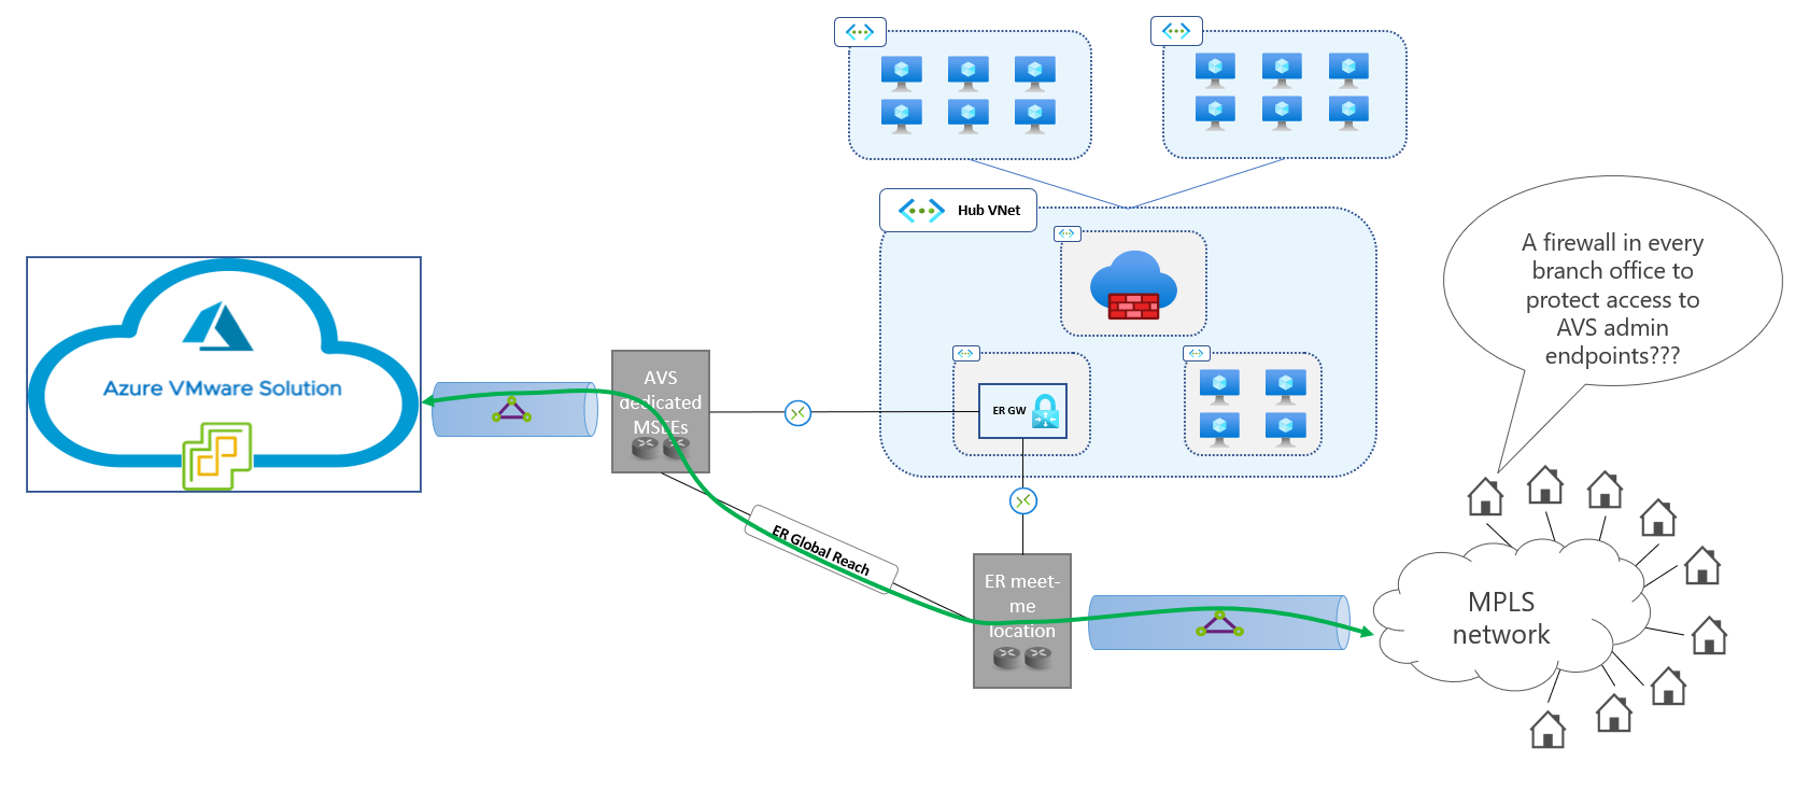 Hub VNet
A firewall in every
branch office to
protect access to
AVS admin
endpoints???
Azure VMware Solution
AVS
dedicated
MSEEs
ER GW
ER Global Reach
ER meet-
me
location
MPLS
network